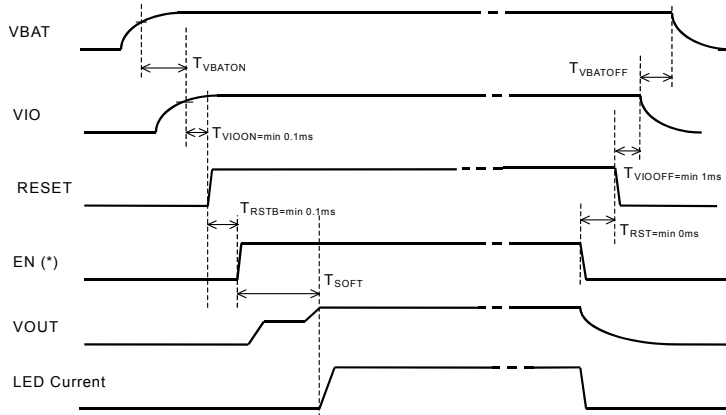 VBAT
TVBATON
TVBATOFF
VIO
TVIOON=min 0.1ms
TVIOOFF=min 1ms
RESET
TRSTB=min 0.1ms
TRST=min 0ms
EN (*)
TSOFT
VOUT
LED Current